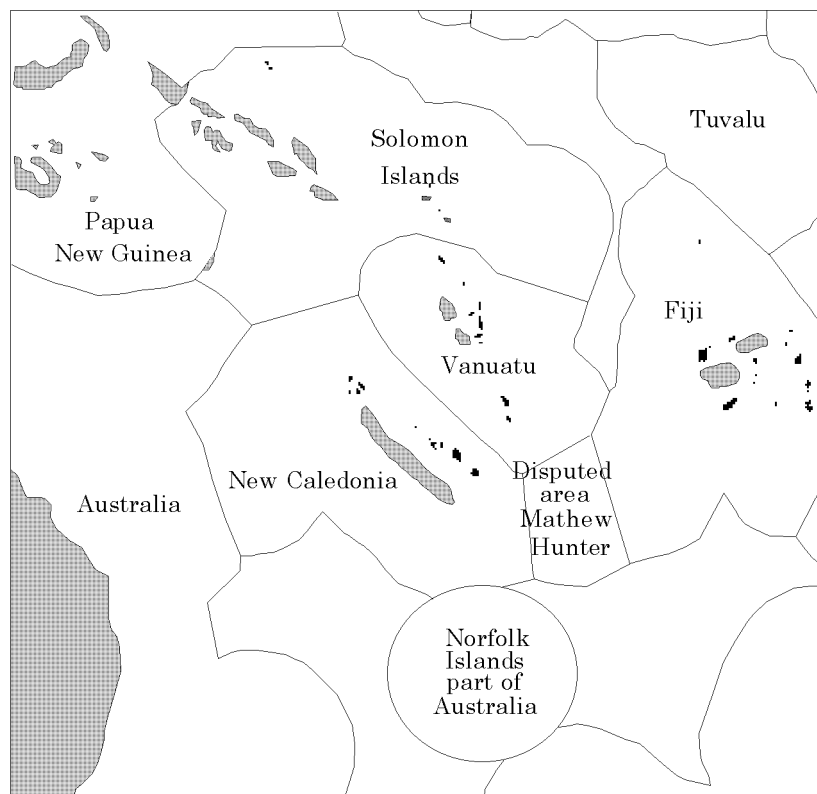 Tuvalu
Solomon
Islands
Papua
New Guinea
Fiji
Vanuatu
New Caledonia
Disputed
area
Mathew
Hunter
Australia
Norfolk
Islands
part of
Australia